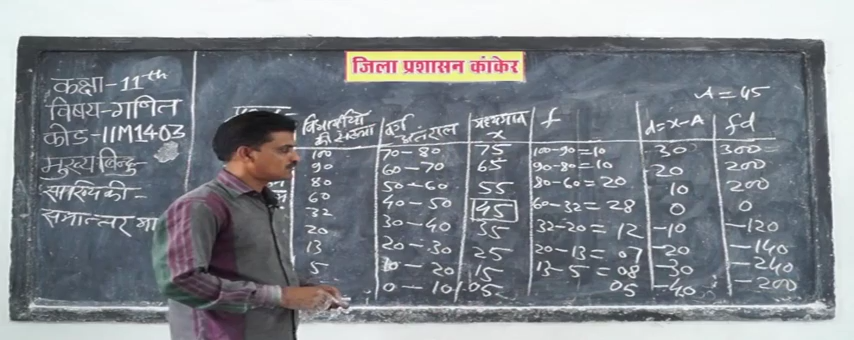 जिला प्रशासन कांकेर
कक्षा-11th
विषय-गणित
कोड-11M1403
मुख्य बिन्दु
सांख्यिकी-
समान्तर
A=45
विद्यार्थियों की संख्या वर्ग अंतराल मध्यमान x f d=x-A fd
100 70-80 75 100-90=10 30 300
90 60-70 65 90-80=10 20 200
80 50-60 55 80-60=20 10 200
60 40-50 45 60-32=28 0 0
32 30-40 35 32-20=12 -10 -120
20 20-30 25 20-13=07 -20 -140
13 10-20 15 13-5=08 -30 -240
5 0-10 05 05 -40 -200